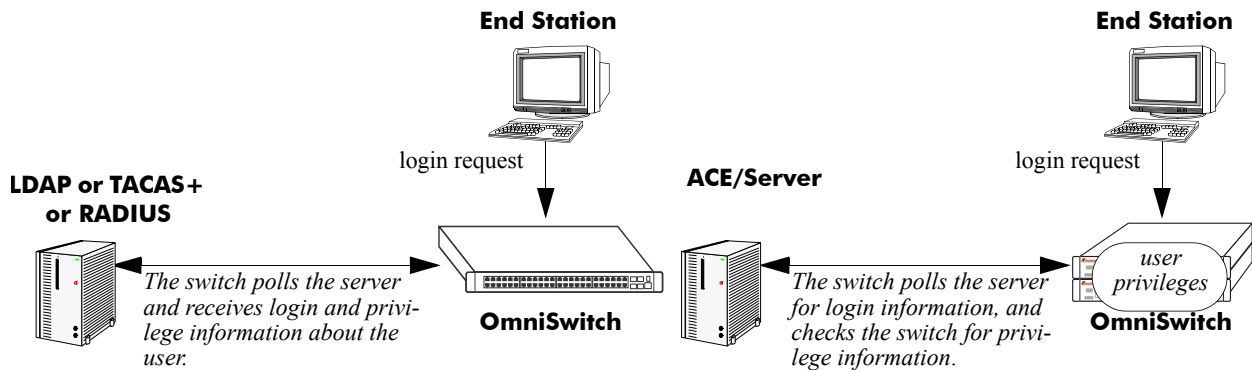 End Station
login request
LDAP or TACAS+
or RADIUS
The switch polls the server
and receives login and privi-
lege information about the
user.
OmniSwitch
End Station
login request
ACE/Server
The switch polls the server
for login information, and
checks the switch for privi-
lege information.
user
privileges
OmniSwitch